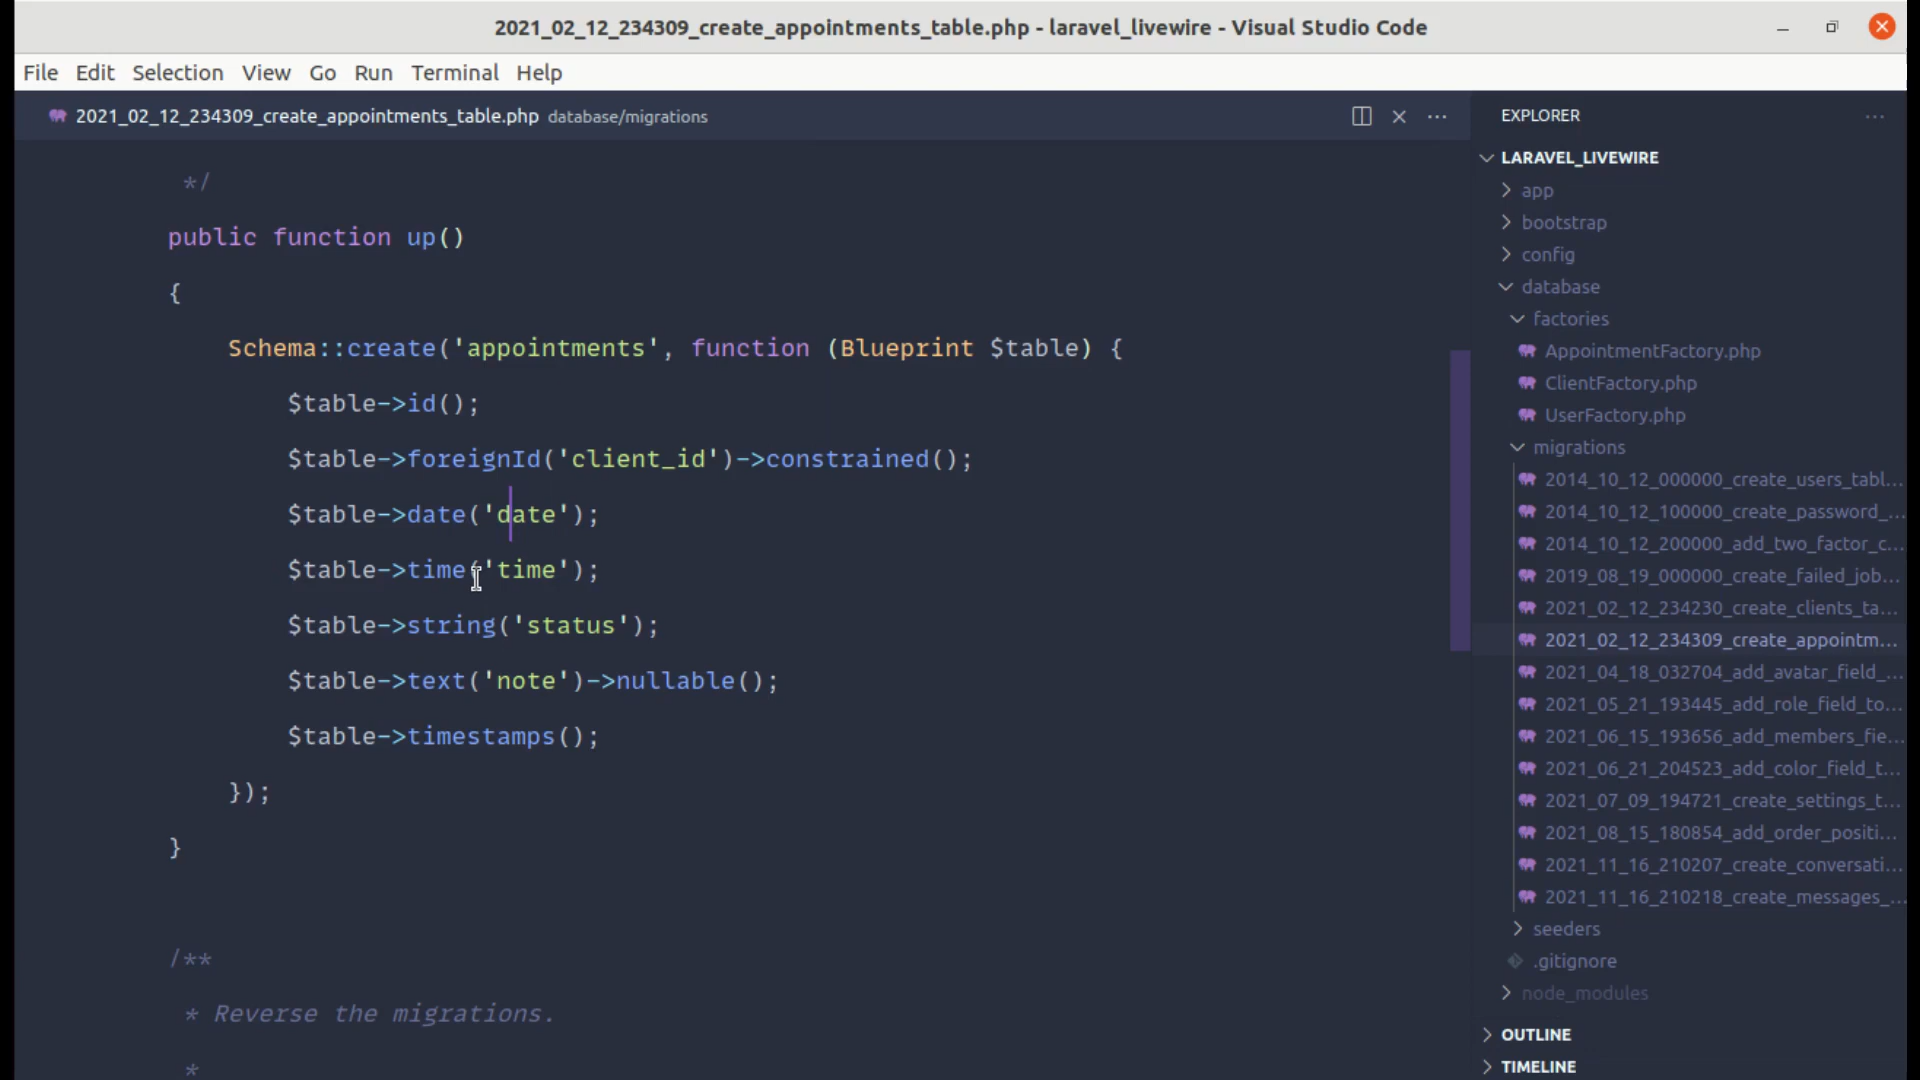 2021_02_12_234309_create_appointments_table.php - laravel_livewire - Visual Studio Code
File Edit Selection View Go Run Terminal Help
2021_02_12_234309_create_appointments_table.php database/migrations
*/
public function up()
{
Schema::create('appointments', function (Blueprint $table) {
$table->id();
$table->foreignId('client_id')->constrained();
$table->date('date');
$table->time('time');
$table->string('status');
$table->text('note')->nullable();
$table->timestamps();
});
}
/**
* Reverse the migrations.
*
EXPLORER
LARAVEL_LIVEWIRE
app
bootstrap
config
database
factories
AppointmentFactory.php
ClientFactory.php
UserFactory.php
migrations
2014_10_12_000000_create_users_tabl...
2014_10_12_100000_create_password_...
2014_10_12_200000_add_two_factor_c...
2019_08_19_000000_create_failed_job...
2021_02_12_234230_create_clients_ta...
2021_02_12_234309_create_appointm...
2021_04_18_032704_add_avatar_field_...
2021_05_21_193445_add_role_field_to...
2021_06_15_193656_add_members_fie...
2021_06_21_204523_add_color_field_t...
2021_07_09_194721_create_settings_t...
2021_08_15_180854_add_order_positi...
2021_11_16_210207_create_conversati...
2021_11_16_210218_create_messages_...
seeders
.gitignore
node_modules
OUTLINE
TIMELINE